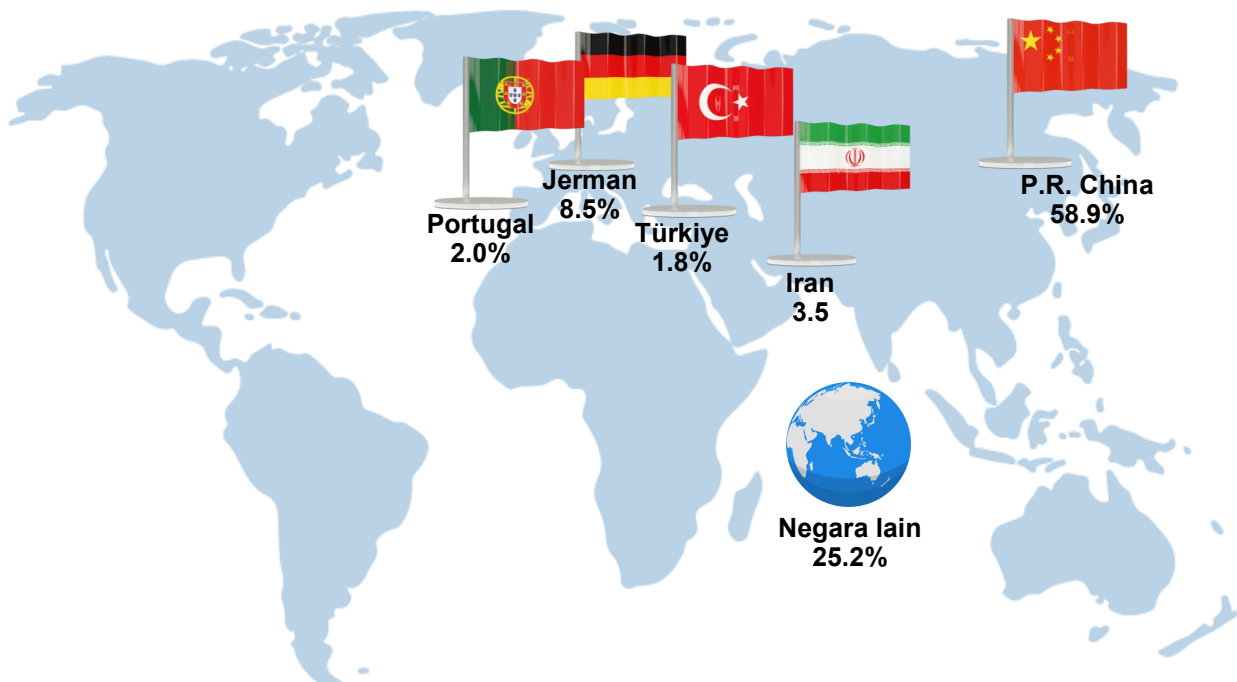 Portugal
2.0%
Jerman
8.5%
Türkiye
1.8%
Iran
3.5
P.R. China
58.9%
Negara lain
25.2%